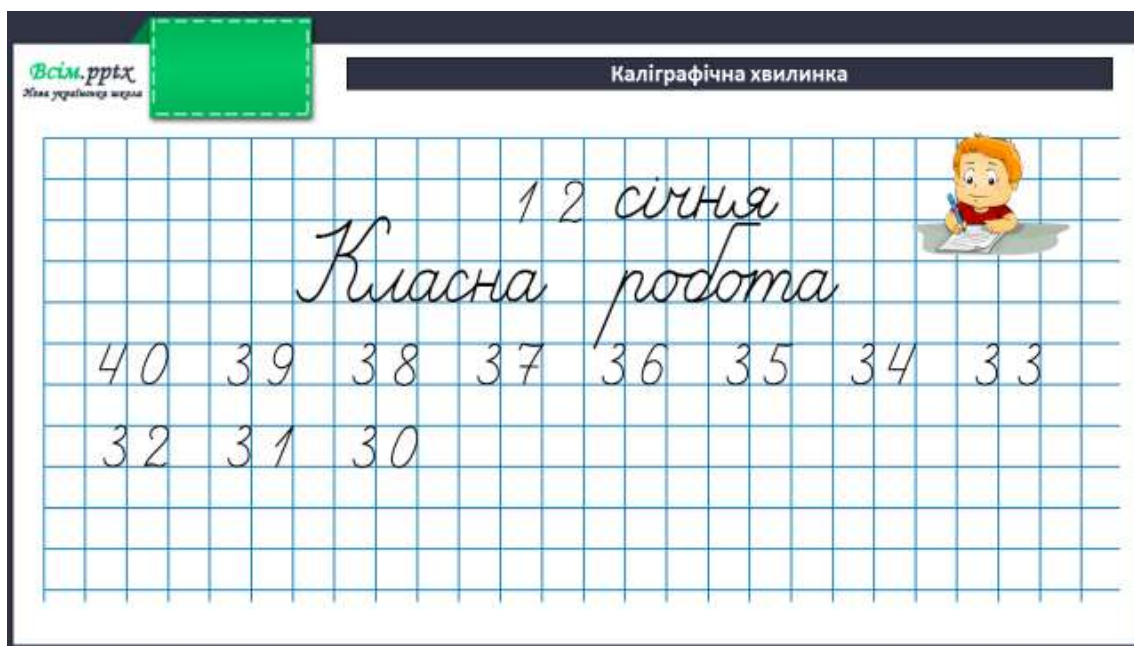 Всім.pptx
Нова українська школа
Каліграфічна хвилинка
12 січня
Класна робота
40 39 38 37 36 35 34 33
32 31 30